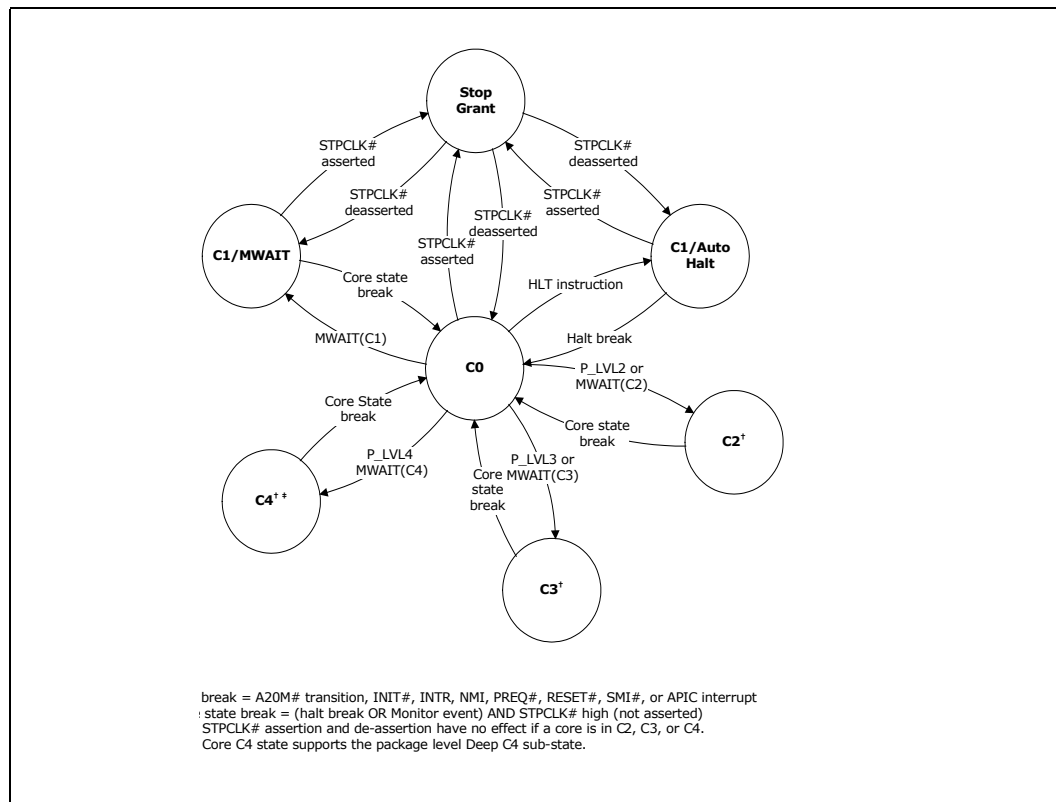 Stop
Grant
STPCLK#
asserted
STPCLK#
deasserted
STPCLK#
deasserted
STPCLK#
asserted
STPCLK#
deasserted
STPCLK#
asserted
C1/MWAIT
C1/Auto
Halt
Core state
break
HLT instruction
MWAIT(C1)
Halt break
C0
P_LVL2 or
MWAIT(C2)
Core State
break
Core state
break
C2†
P_LVL4
MWAIT(C4)
P_LVL3 or
MWAIT(C3)
Core
state
break
C4† ‡
C3†
break = A20M# transition, INIT#, INTR, NMI, PREQ#, RESET#, SMI#, or APIC interrupt
state break = (halt break OR Monitor event) AND STPCLK# high (not asserted)
STPCLK# assertion and de-assertion have no effect if a core is in C2, C3, or C4.
Core C4 state supports the package level Deep C4 sub-state.